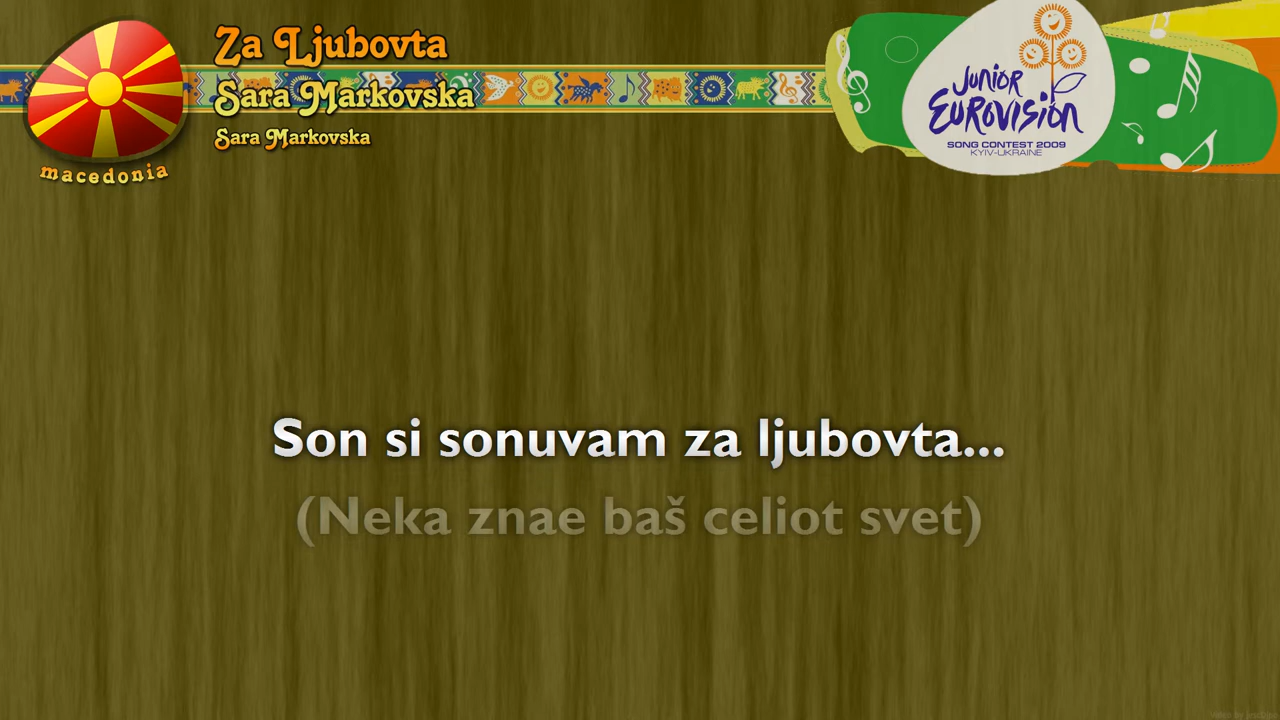 Za Ljubovta
Sara Markovska
Sara Markovska
macedonia
Junior
Eurovision
SONG CONTEST 2009
KYIV-UKRAINE
Son si sonuvam za ljubovta...
(Neka znae baš celiot svet)